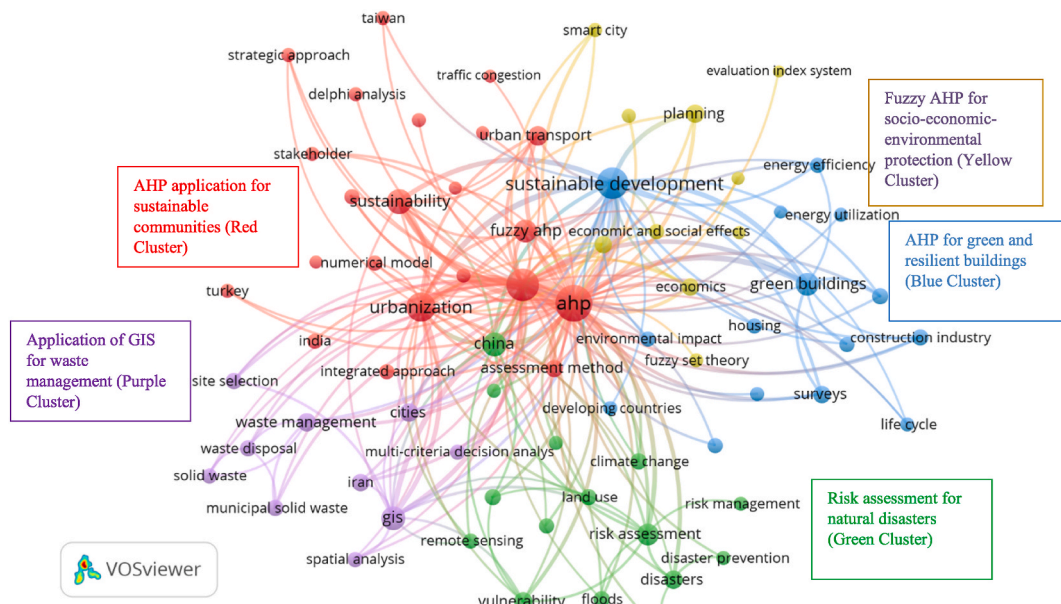 taiwan
smart city
strategic approach
traffic congestion
evaluation index system
delphi analysis
planning
Fuzzy AHP for
socio-economic-
environmental
protection (Yellow
Cluster)
urban transport
stakeholder
energy efficiency
AHP application for
sustainable
communities (Red
Cluster)
sustainable development
sustainability
energy utilization
fuzzy ahp
economic and social effects
AHP for green and
resilient buildings
(Blue Cluster)
numerical model
turkey
economics
green buildings
urbanization
ahp
Application of GIS
for waste
management (Purple
Cluster)
housing
india
china
environmental impact
construction industry
fuzzy set theory
integrated approach
assessment method
site selection
surveys
cities
developing countries
waste management
life cycle
waste disposal
multi-criteria decision analys
climate change
solid waste
iran
municipal solid waste
land use
risk management
Risk assessment for
natural disasters
(Green Cluster)
gis
risk assessment
remote sensing
spatial analysis
disaster prevention
disasters
vulnerability
floods
VOSviewer